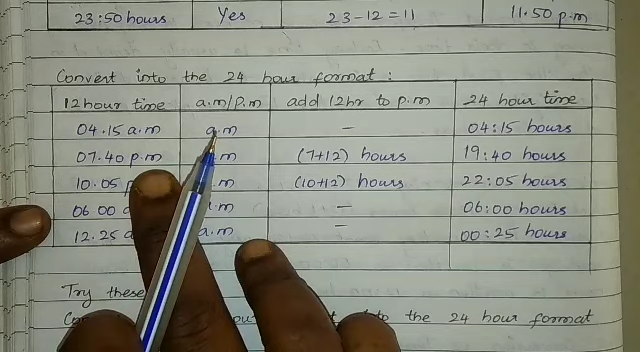 23:50 hours Yes 23-12=11 11.50 p.m
Convert into the 24 hour format :
12hour time a.m/P.m add 12hr to p.m 24 hour time
04.15 a.m a.m — 04:15 hours
07.40 p.m .m (7+12) hours 19:40 hours
10.05 .m (10+12) hours 22:05 hours
06 00 a .m — 06:00 hours
12.25 a a.m — 00:25 hours
Try these
the 24 hour format